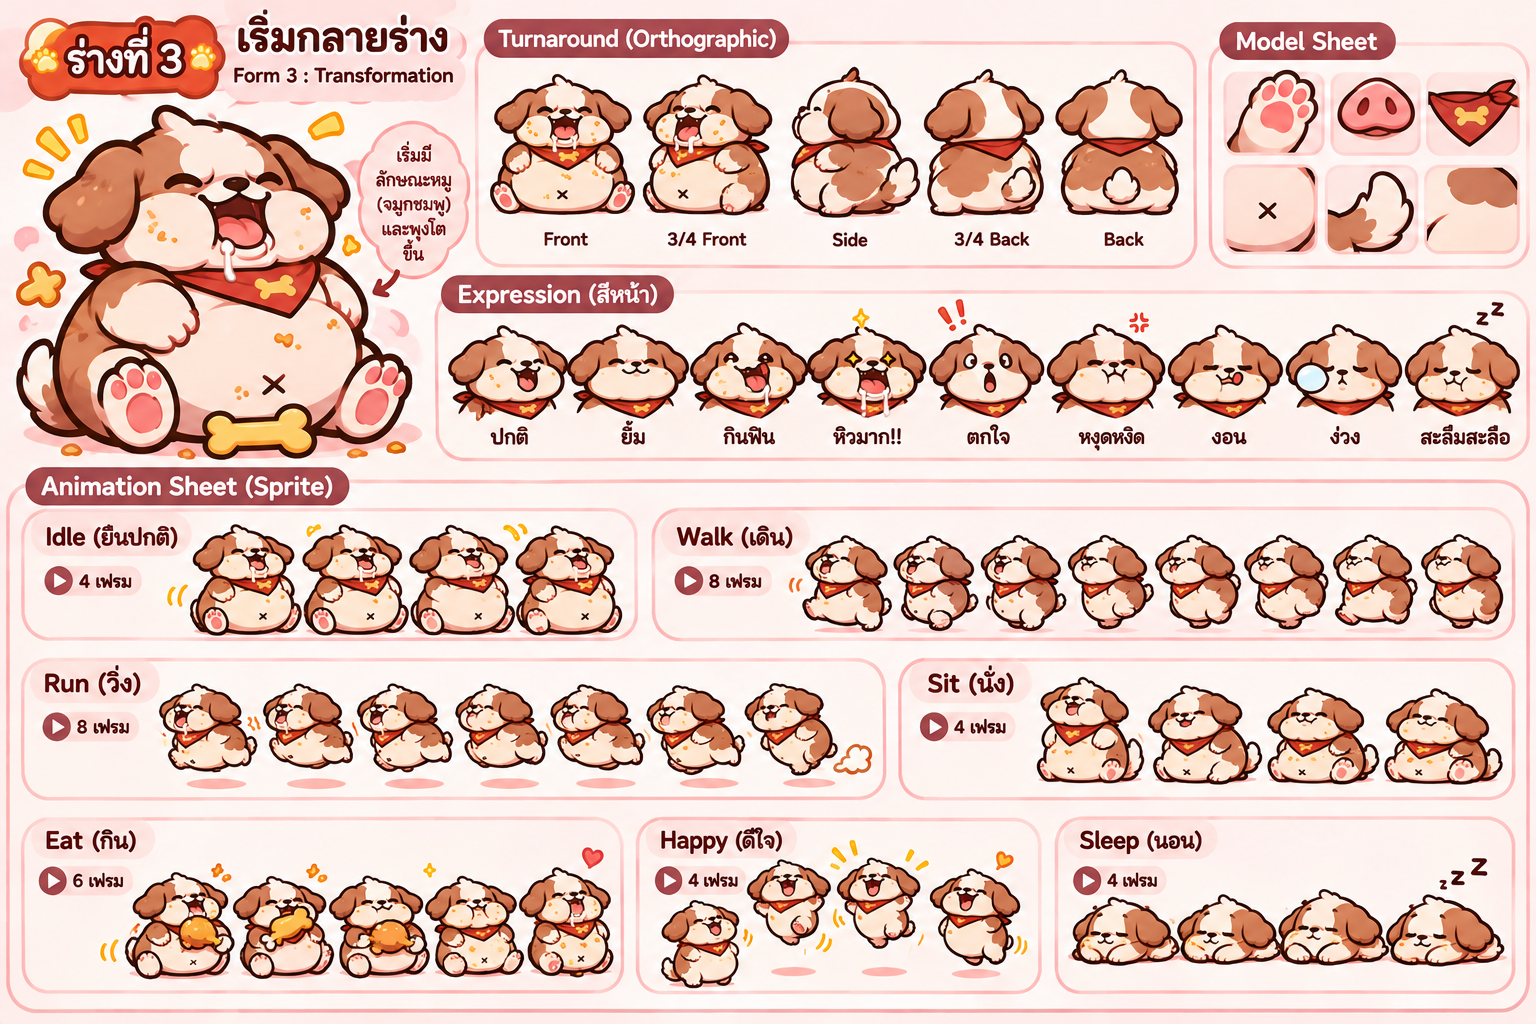 ร่างที่ 3
เริ่มกลายร่าง
Form 3 : Transformation
เริ่มมี
ลักษณะหมู
(จมูกชมพู)
และพุงโต
ขึ้น
Turnaround (Orthographic)
Front
3/4 Front
Side
3/4 Back
Back
Model Sheet
Expression (สีหน้า)
!!
zz
ปกติ
ยิ้ม
กินฟิน
หิวมาก!!
ตกใจ
หงุดหงิด
งอน
ง่วง
สะลึมสะลือ
Animation Sheet (Sprite)
Idle (ยืนปกติ)
4 เฟรม
Walk (เดิน)
8 เฟรม
Run (วิ่ง)
8 เฟรม
Sit (นั่ง)
4 เฟรม
Eat (กิน)
6 เฟรม
Happy (ดีใจ)
4 เฟรม
Sleep (นอน)
4 เฟรม
zzz